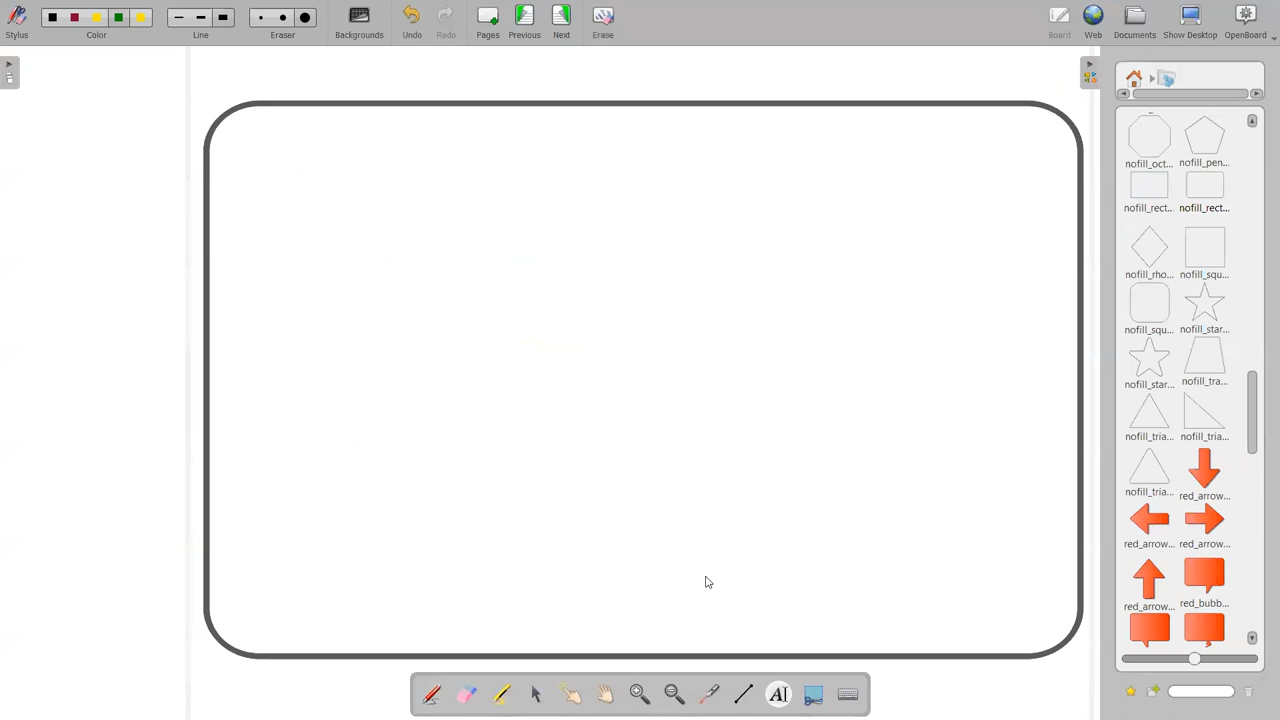 Stylus Color Line Eraser Backgrounds Undo Redo Pages Previous Next Erase Board Web Documents Show Desktop OpenBoard
nofill_oct... nofill_pen...
nofill_rect... nofill_rect...
nofill_rho... nofill_squ...
nofill_squ... nofill_star...
nofill_star... nofill_tra...
nofill_tria... nofill_tria...
nofill_tria... red_arrow...
red_arrow... red_arrow...
red_arrow... red_bubb...
AI